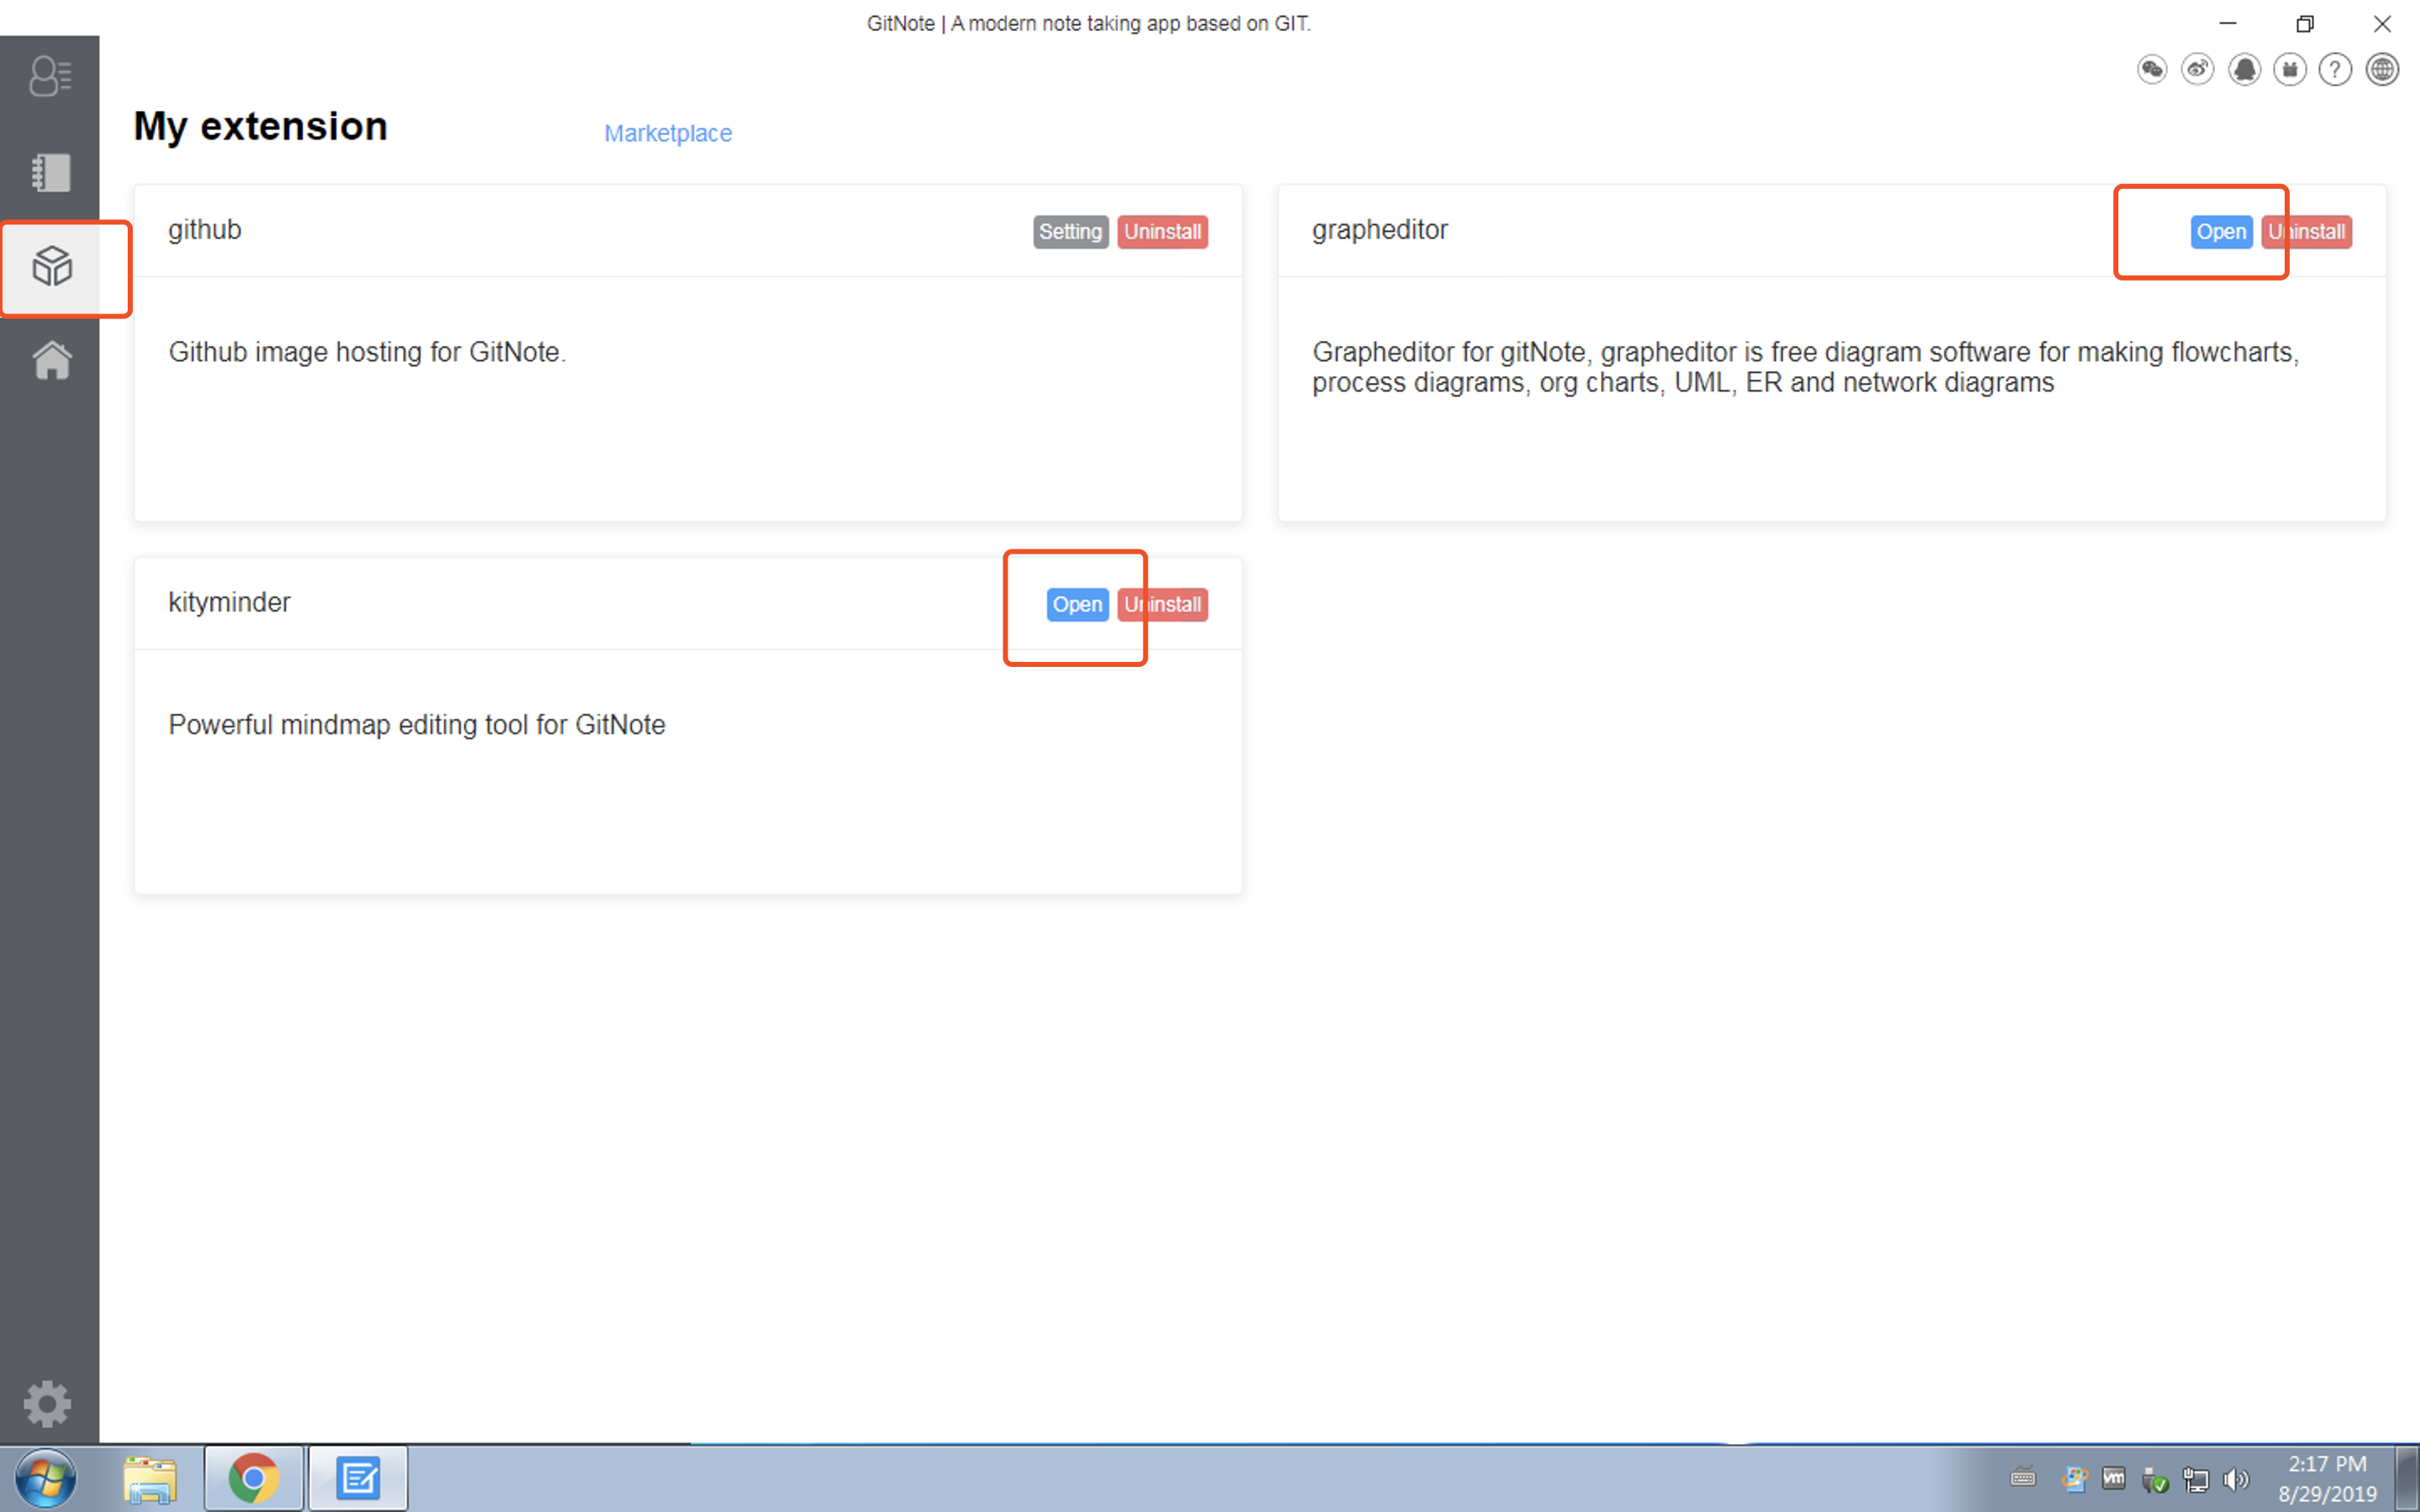 GitNote | A modern note taking app based on GIT.
My extension
Marketplace
github
Setting
Uninstall
Github image hosting for GitNote.
grapheditor
Open
Uninstall
Grapheditor for gitNote, grapheditor is free diagram software for making flowcharts,
process diagrams, org charts, UML, ER and network diagrams
kityminder
Open
Uninstall
Powerful mindmap editing tool for GitNote
vm
2:17 PM
8/29/2019